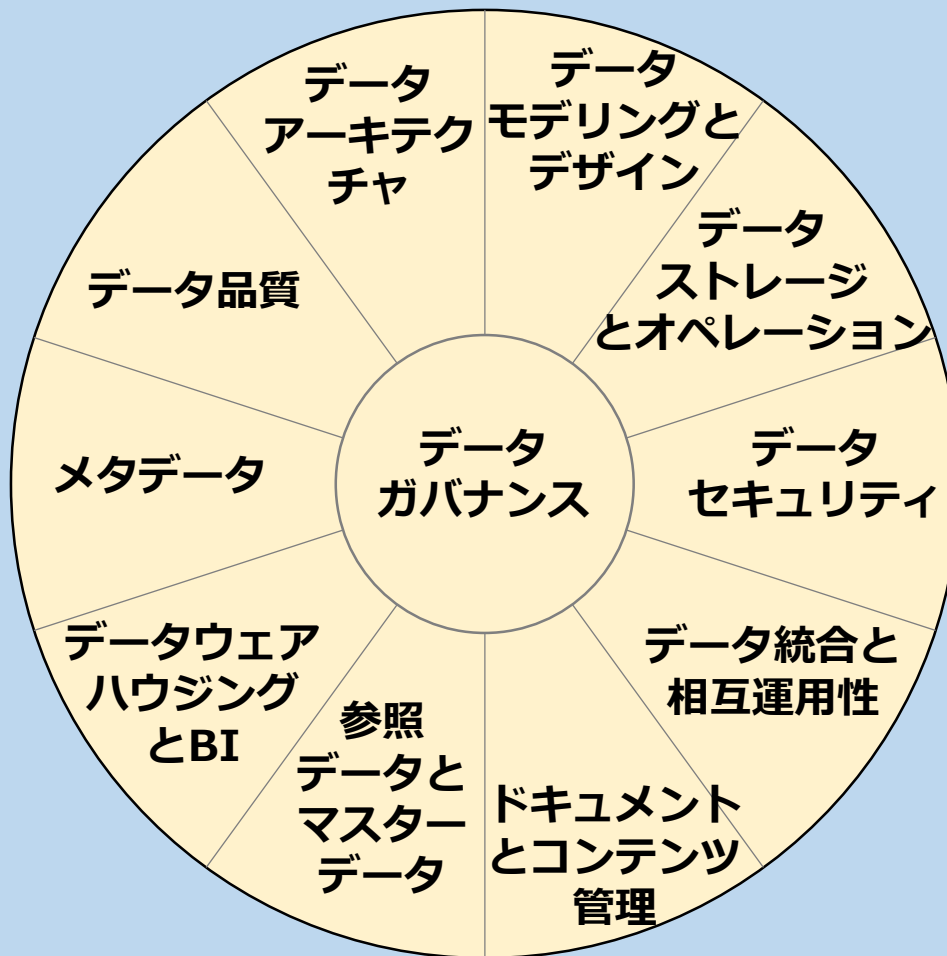 データ
アーキテク
チャ
データ
モデリングと
デザイン
データ
ストレージ
とオペレーション
データ品質
データ
ガバナンス
メタデータ
データ
セキュリティ
データウェア
ハウジング
とBI
データ統合と
相互運用性
参照
データと
マスター
データ
ドキュメント
とコンテンツ
管理